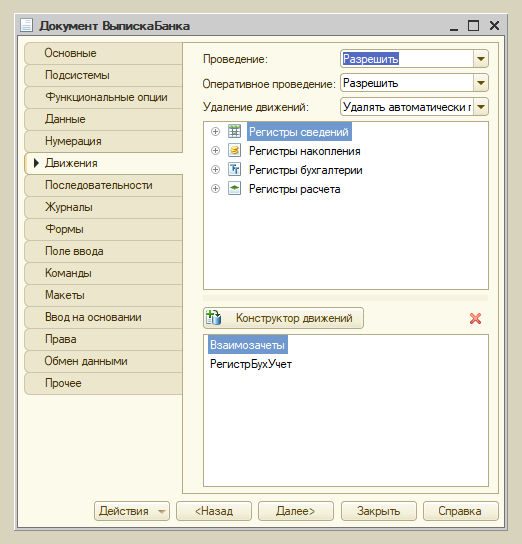 Документ ВыпискаБанка
Основные
Подсистемы
Функциональные опции
Данные
Нумерация
Движения
Последовательности
Журналы
Формы
Поле ввода
Команды
Макеты
Ввод на основании
Права
Обмен данными
Прочее
Проведение: Разрешить
Оперативное проведение: Разрешить
Удаление движений: Удалять автоматически г
Регистры сведений
Регистры накопления
Регистры бухгалтерии
Регистры расчета
Конструктор движений
Взаимозачеты
РегистрБухУчет
Действия <Назад Далее> Закрыть Справка